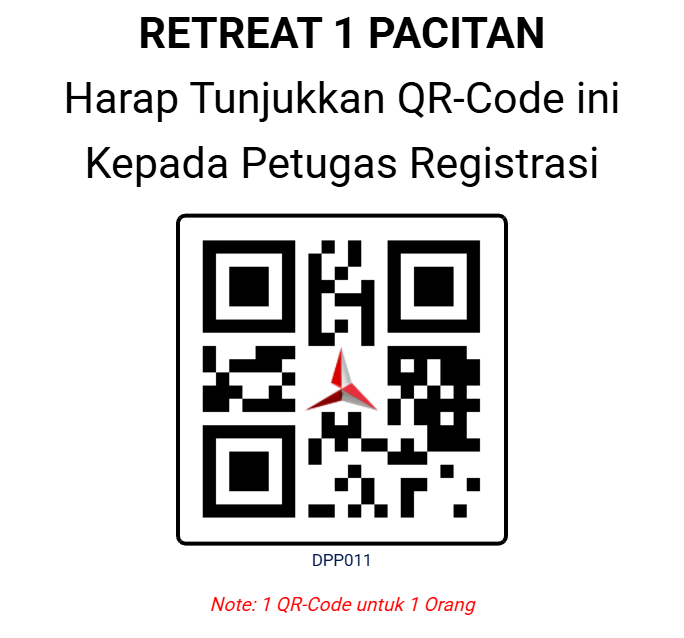 RETREAT 1 PACITAN
Harap Tunjukkan QR-Code ini
Kepada Petugas Registrasi
DPP011
Note: 1 QR-Code untuk 1 Orang